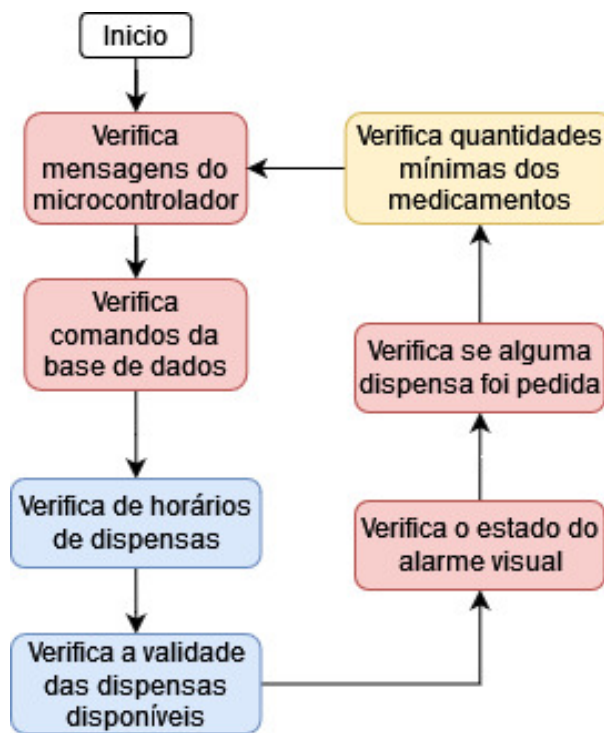 Inicio
Verifica
mensagens do
microcontrolador
Verifica
comandos da
base de dados
Verifica de horários
de dispensas
Verifica a validade
das dispensas
disponíveis
Verifica o estado do
alarme visual
Verifica se alguma
dispensa foi pedida
Verifica quantidades
mínimas dos
medicamentos